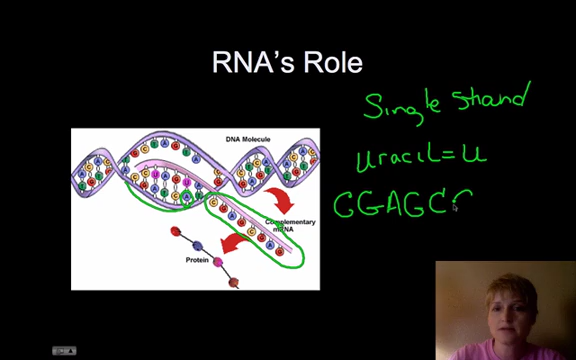 RNA's Role
Single Strand
DNA Molecule
Uracil = U
GGAGC
Complementary
mRNA
Protein